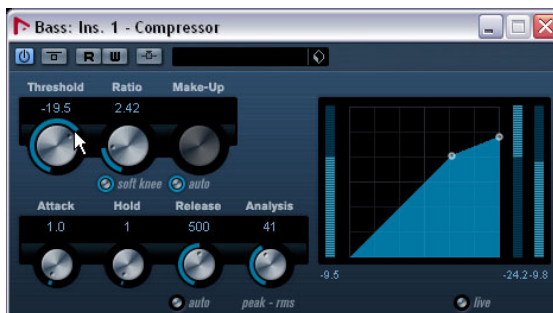 Bass: Ins. 1 - Compressor
R W
Threshold Ratio Make-Up
-19.5 2.42
soft knee auto
Attack Hold Release Analysis
1.0 1 500 41
-9.5 -24.2 -9.8
auto peak - rms live